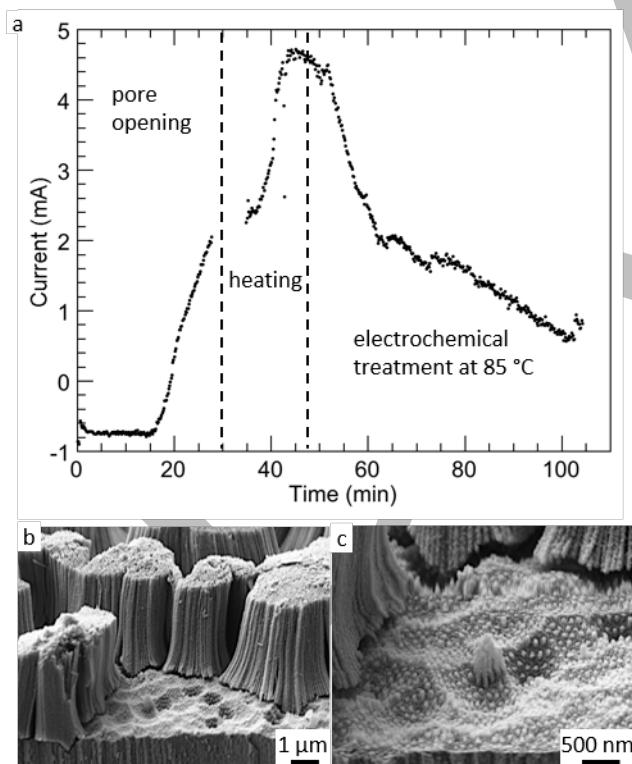 a
5
4
3
2
1
0
-1
Current (mA)
pore
opening
heating
electrochemical
treatment at 85 °C
0 20 40 60 80 100
Time (min)
b
1 µm
c
500 nm